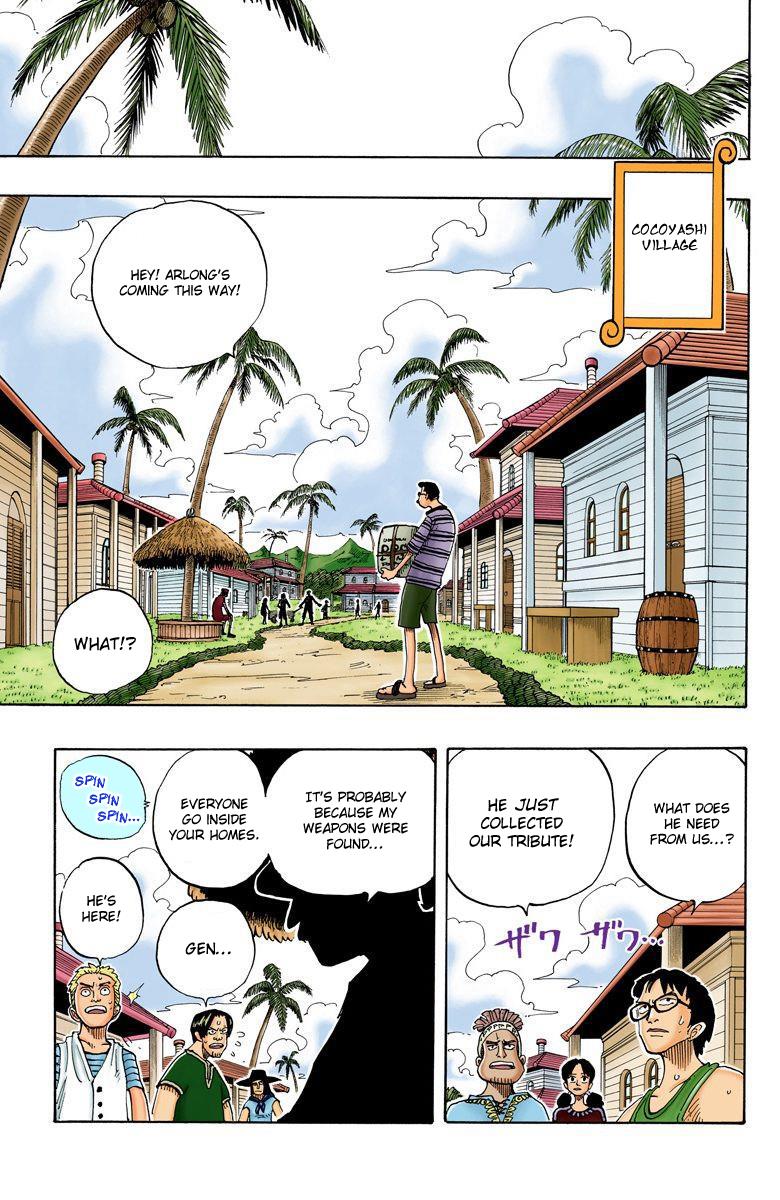 COCOYASHI
VILLAGE
HEY! ARLONG'S
COMING THIS WAY!
WHAT!?
WHAT DOES
HE NEED
FROM US...?
HE JUST
COLLECTED
OUR TRIBUTE!
ザワ ザワ...
IT'S PROBABLY
BECAUSE MY
WEAPONS WERE
FOUND...
EVERYONE
GO INSIDE
YOUR HOMES.
GEN...
SPIN
SPIN
SPIN...
HE'S
HERE!